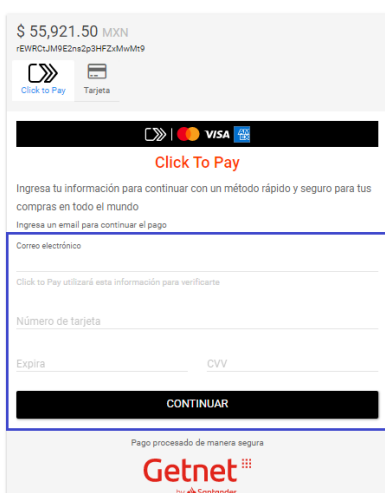 $ 55,921.50 MXN
rEWRCtJM9E2ns2p3HFZxMwMt9
Click to Pay Tarjeta
VISA AMEX
Click To Pay
Ingresa tu información para continuar con un método rápido y seguro para tus
compras en todo el mundo
Ingresa un email para continuar el pago
Correo electrónico
Click to Pay utilizará esta información para verificarte
Número de tarjeta
Expira CVV
CONTINUAR
Pago procesado de manera segura
Getnet
by Santander